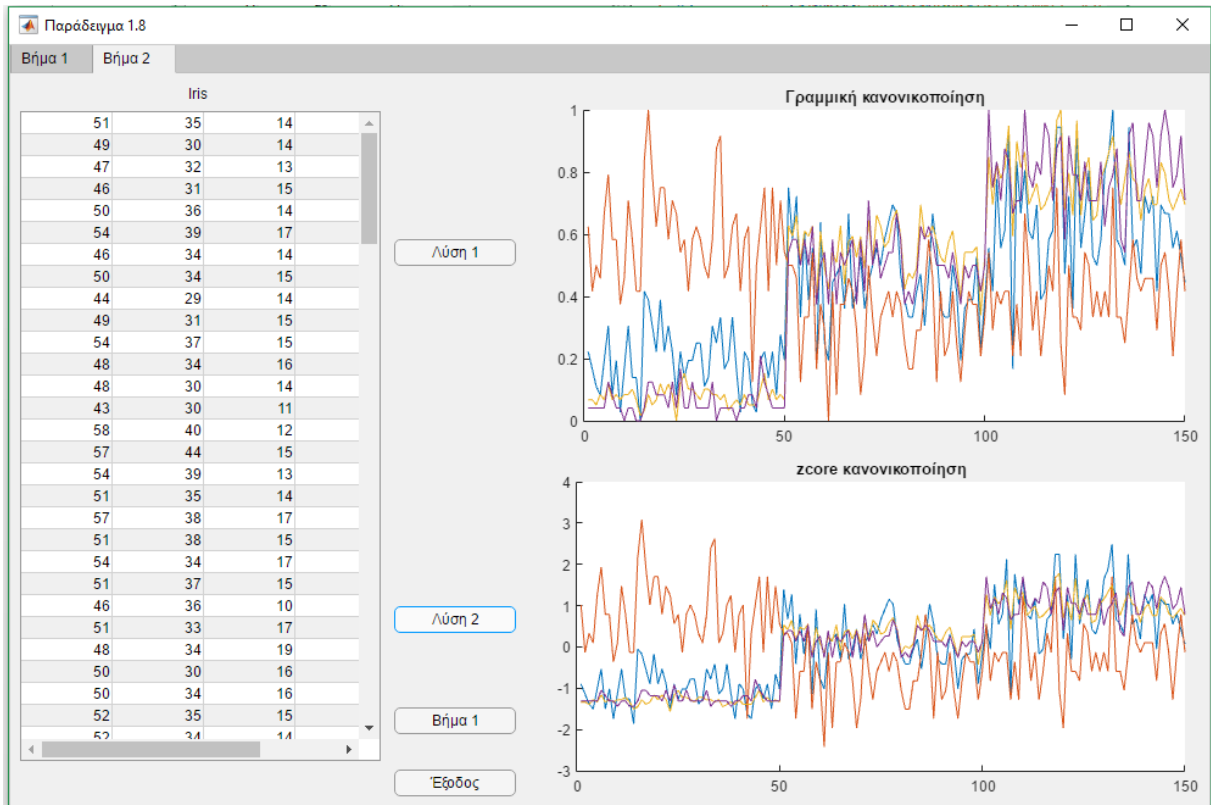 Παράδειγμα 1.8
Βήμα 1 Βήμα 2
Iris
51 35 14
49 30 14
47 32 13
46 31 15
50 36 14
54 39 17
46 34 14
50 34 15
44 29 14
49 31 15
54 37 15
48 34 16
48 30 14
43 30 11
58 40 12
57 44 15
54 39 13
51 35 14
57 38 17
51 38 15
54 34 17
51 37 15
46 36 10
51 33 17
48 34 19
50 30 16
50 34 16
52 35 15
52 34 14
Λύση 1
Λύση 2
Βήμα 1
Έξοδος
Γραμμική κανονικοποίηση
1
0.8
0.6
0.4
0.2
0
0 50 100 150
zcore κανονικοποίηση
4
3
2
1
0
-1
-2
-3
0 50 100 150